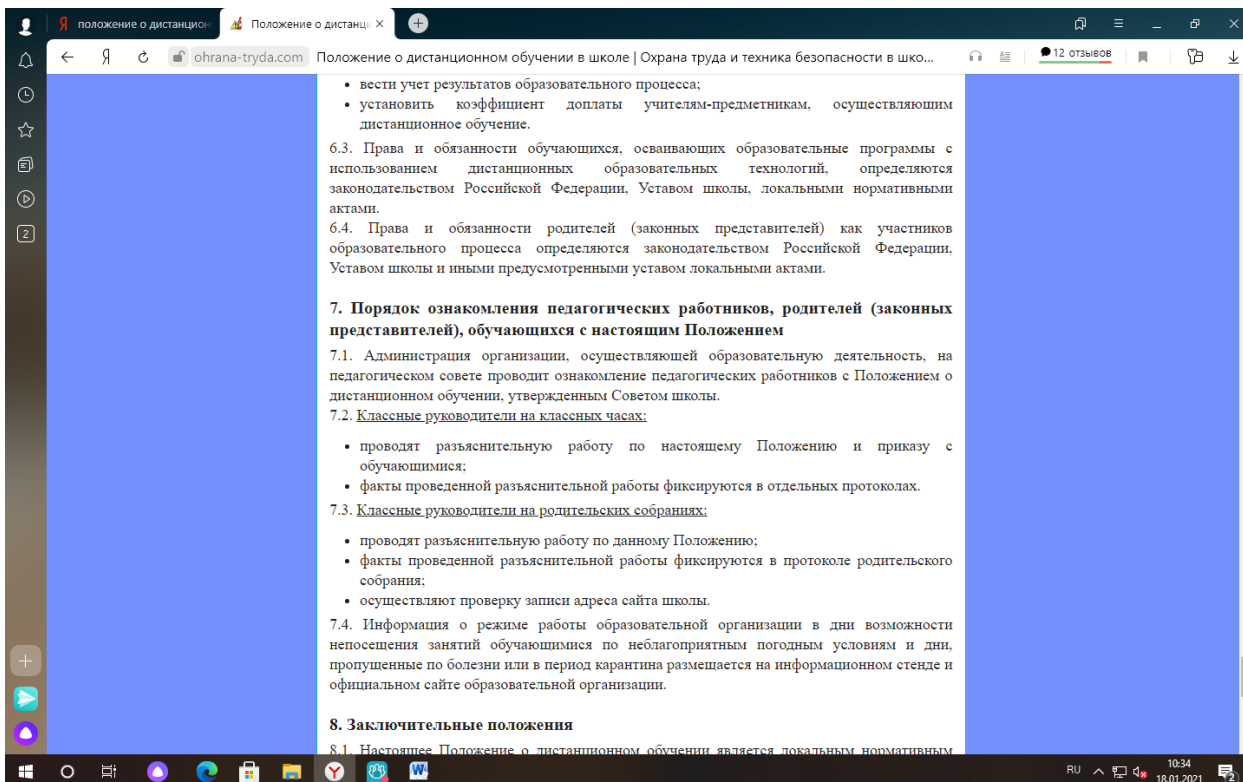 Я положение о дистанцион
Положение о дистанци
ohrana-tryda.com Положение о дистанционном обучении в школе | Охрана труда и техника безопасности в шко... 12 отзывов
• вести учет результатов образовательного процесса;
• установить коэффициент доплаты учителям-предметникам, осуществляющим
дистанционное обучение.
6.3. Права и обязанности обучающихся, осваивающих образовательные программы с
использованием дистанционных образовательных технологий, определяются
законодательством Российской Федерации, Уставом школы, локальными нормативными
актами.
6.4. Права и обязанности родителей (законных представителей) как участников
образовательного процесса определяются законодательством Российской Федерации,
Уставом школы и иными предусмотренными уставом локальными актами.
7. Порядок ознакомления педагогических работников, родителей (законных
представителей), обучающихся с настоящим Положением
7.1. Администрация организации, осуществляющей образовательную деятельность, на
педагогическом совете проводит ознакомление педагогических работников с Положением о
дистанционном обучении, утвержденным Советом школы.
7.2. Классные руководители на классных часах:
• проводят разъяснительную работу по настоящему Положению и приказу с
обучающимися;
• факты проведенной разъяснительной работы фиксируются в отдельных протоколах.
7.3. Классные руководители на родительских собраниях:
• проводят разъяснительную работу по данному Положению;
• факты проведенной разъяснительной работы фиксируются в протоколе родительского
собрания;
• осуществляют проверку записи адреса сайта школы.
7.4. Информация о режиме работы образовательной организации в дни возможности
непосещения занятий обучающимися по неблагоприятным погодным условиям и дни,
пропущенные по болезни или в период карантина размещается на информационном стенде и
официальном сайте образовательной организации.
8. Заключительные положения
8.1. Настоящее Положение о дистанционном обучении является локальным нормативным
RU
10:34
18.01.2021
2